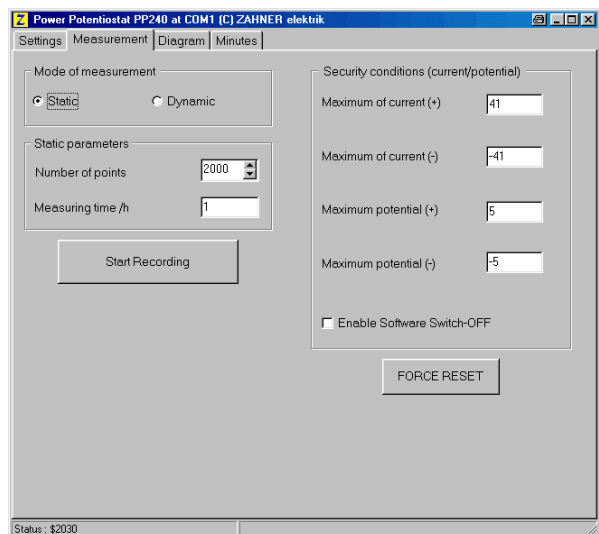 Power Potentiostat PP240 at COM1 (C) ZAHNER elektrik
Settings Measurement Diagram Minutes
Mode of measurement
Static Dynamic
Static parameters
Number of points 2000
Measuring time /h 1
Start Recording
Security conditions (current/potential)
Maximum of current (+) 41
Maximum of current (-) -41
Maximum potential (+) 5
Maximum potential (-) -5
Enable Software Switch-OFF
FORCE RESET
Status : $2030